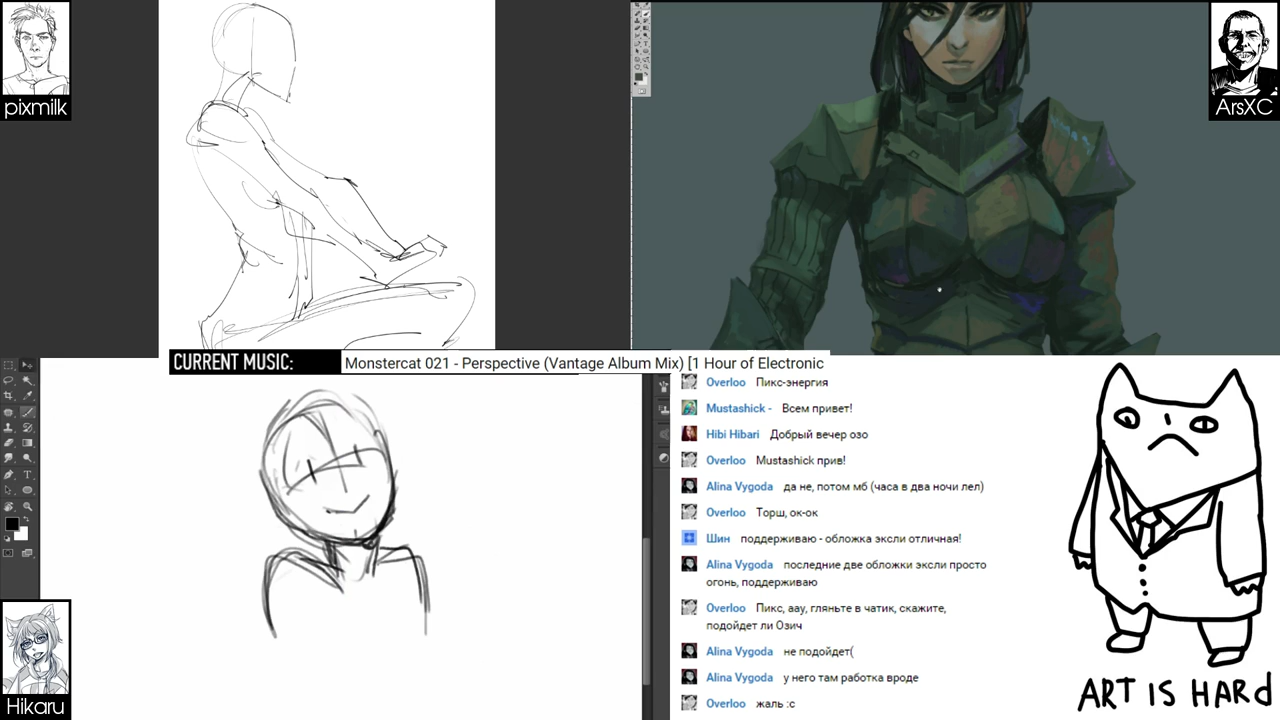 pixmilk
ArsXC
CURRENT MUSIC: Monstercat 021 - Perspective (Vantage Album Mix) [1 Hour of Electronic
Overloo Пикс-энергия
Mustashick - Всем привет!
Hibi Hibari Добрый вечер озо
Overloo Mustashick прив!
Alina Vygoda да не, потом мб (часа в два ночи лел)
Overloo Торш, ок-ок
Шин поддерживаю - обложка эксли отличная!
Alina Vygoda последние две обложки эксли просто
огонь, поддерживаю
Overloo Пикс, аау, гляньте в чатик, скажите,
подойдет ли Озич
Alina Vygoda не подойдет(
Alina Vygoda у него там работка вроде
Overloo жаль :с
Hikaru
ART IS HARd